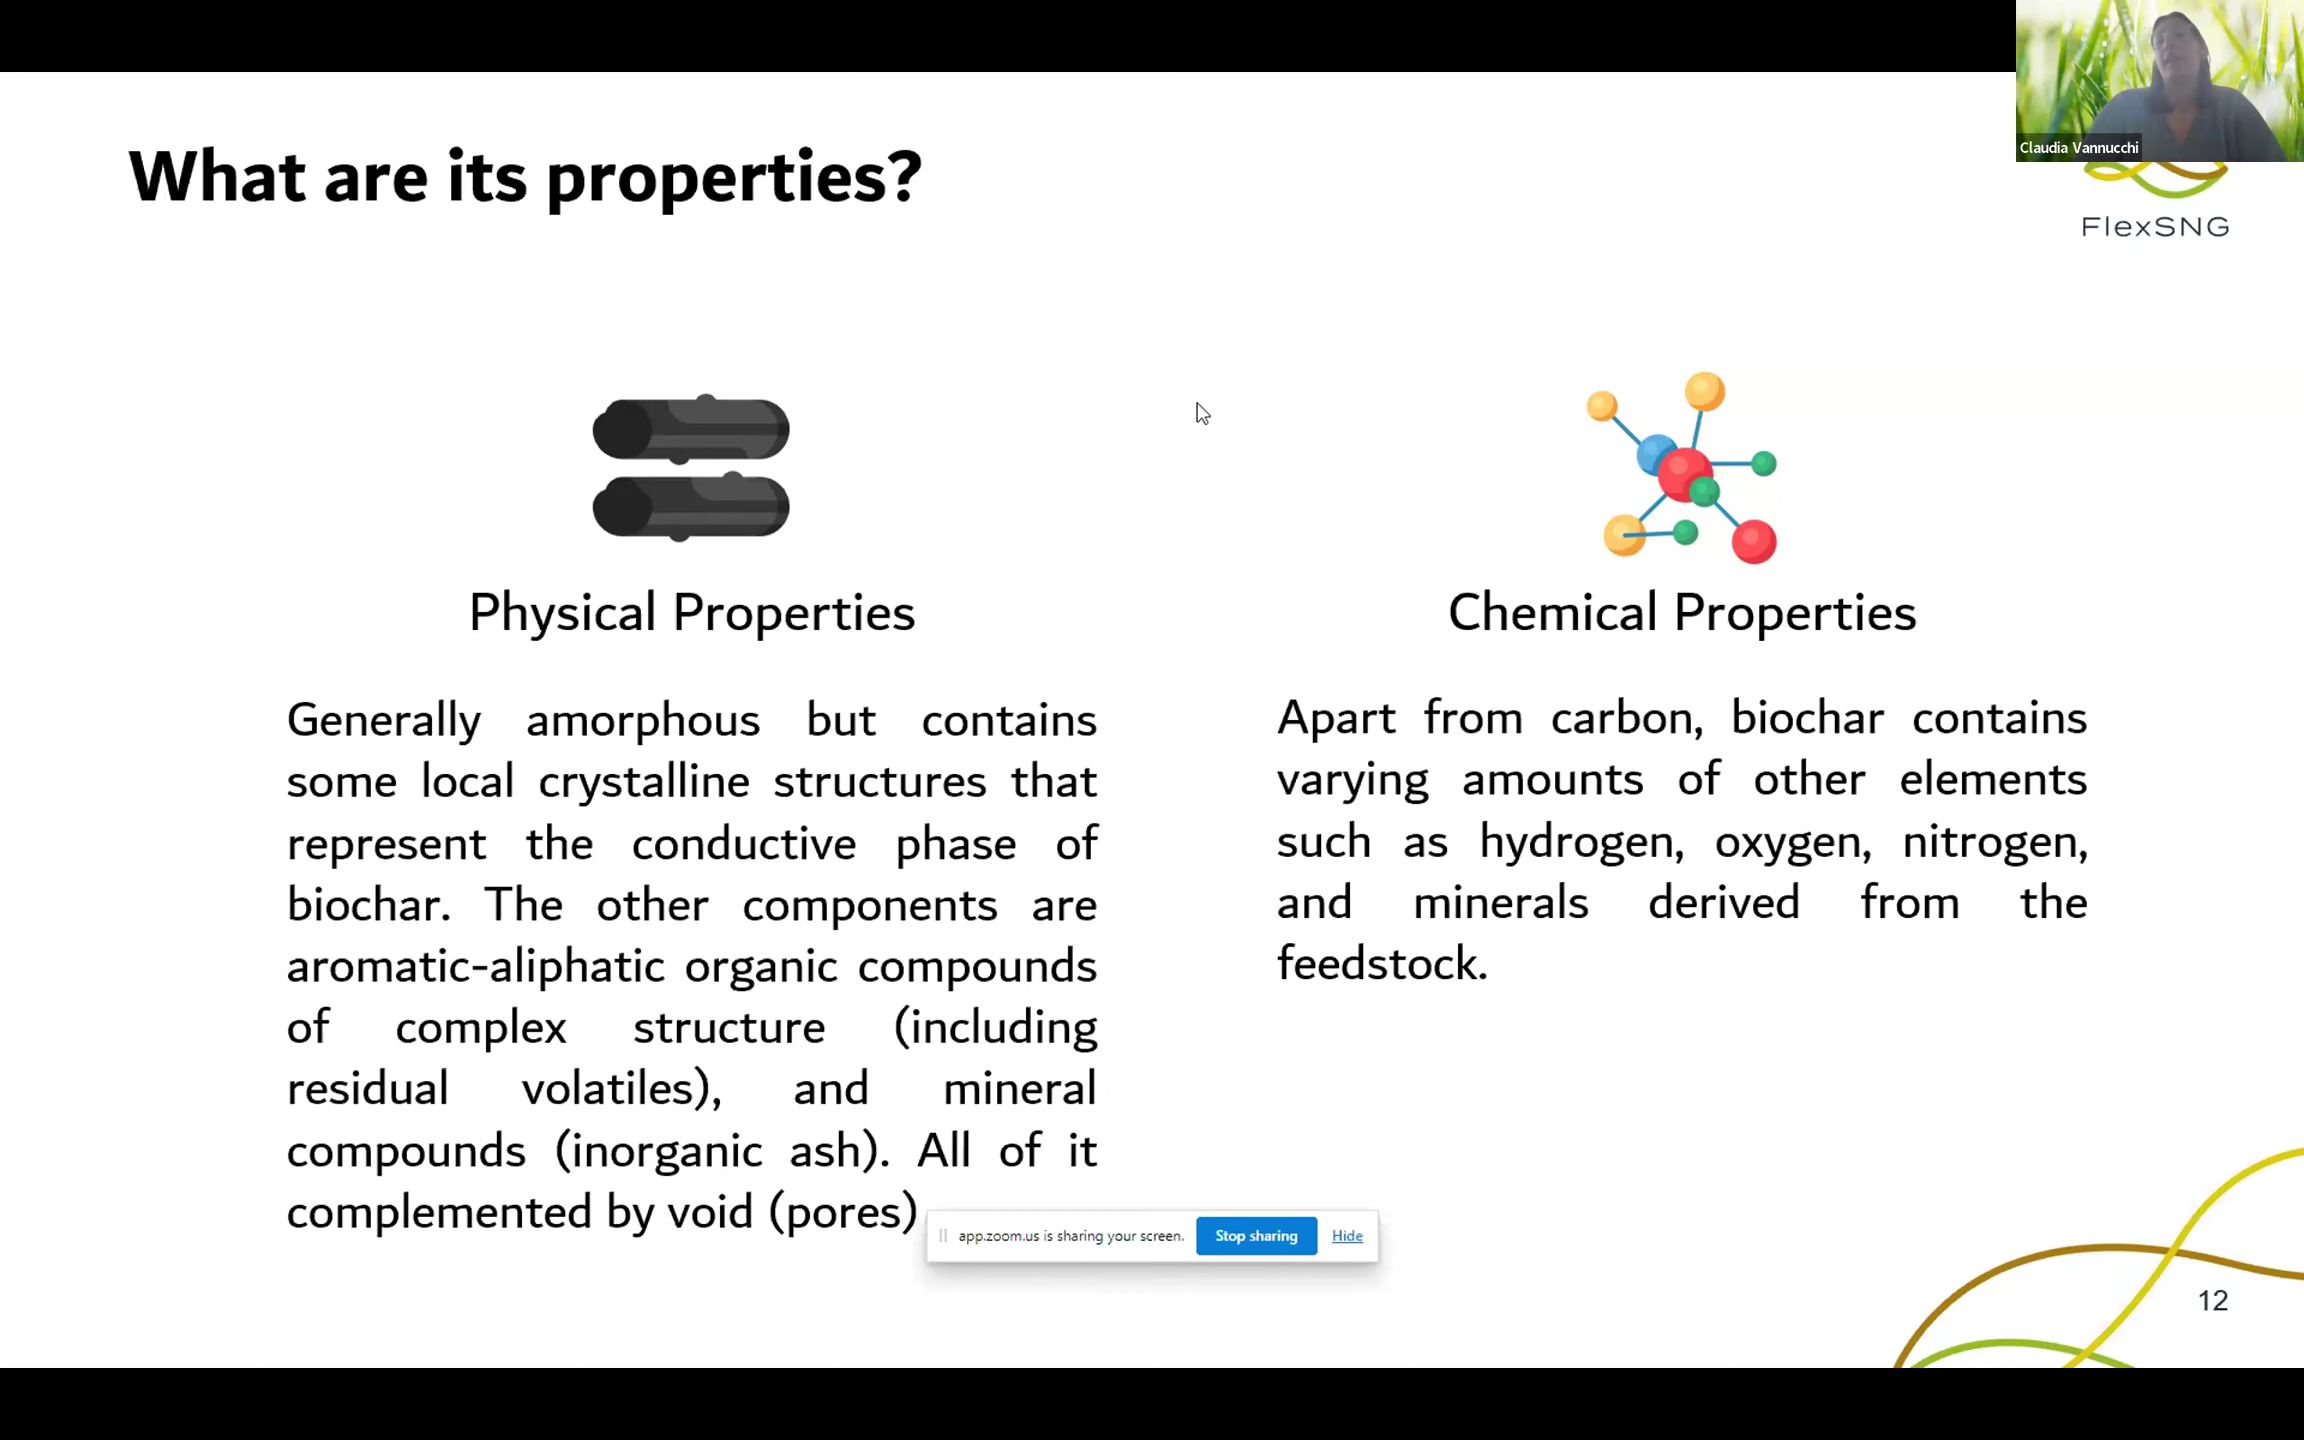 Claudia Vannucchi
What are its properties?
FlexSNG
Physical Properties
Generally amorphous but contains
some local crystalline structures that
represent the conductive phase of
biochar. The other components are
aromatic-aliphatic organic compounds
of complex structure (including
residual volatiles), and mineral
compounds (inorganic ash). All of it
complemented by void (pores)
Chemical Properties
Apart from carbon, biochar contains
varying amounts of other elements
such as hydrogen, oxygen, nitrogen,
and minerals derived from the
feedstock.
app.zoom.us is sharing your screen. Stop sharing Hide
12